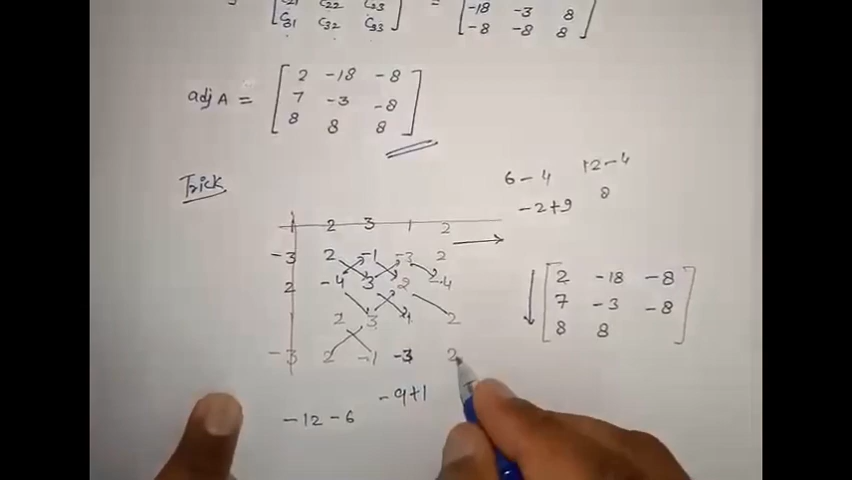 C21 C22 C23
C31 C32 C33
=
-18 -3 8
-8 -8 8
adj A =
2 -18 -8
7 -3 -8
8 8 8
Trick
6-4 12-4
-2+9 8
1 2 3 1 2
-3 2 -1 -3 2
2 -4 3 2 -4
1 2 3 1 2
-3 2 -1 -3 2
2 -18 -8
7 -3 -8
8 8
-9+1
-12-6